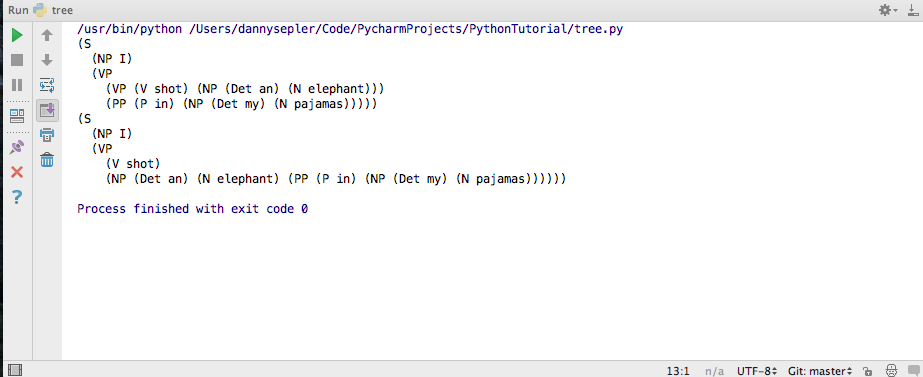 Run tree
/usr/bin/python /Users/dannysepler/Code/PycharmProjects/PythonTutorial/tree.py
(S
  (NP I)
  (VP
    (VP (V shot) (NP (Det an) (N elephant)))
    (PP (P in) (NP (Det my) (N pajamas)))))
(S
  (NP I)
  (VP
    (V shot)
    (NP (Det an) (N elephant) (PP (P in) (NP (Det my) (N pajamas))))))
Process finished with exit code 0
13:1 n/a UTF-8 Git: master